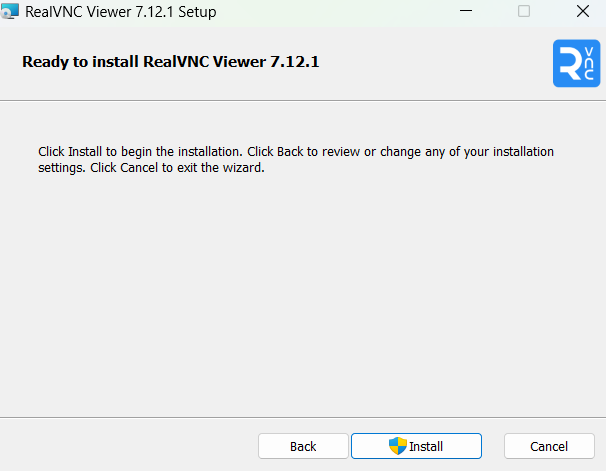 RealVNC Viewer 7.12.1 Setup
Ready to install RealVNC Viewer 7.12.1
R vnc
Click Install to begin the installation. Click Back to review or change any of your installation
settings. Click Cancel to exit the wizard.
Back Install Cancel